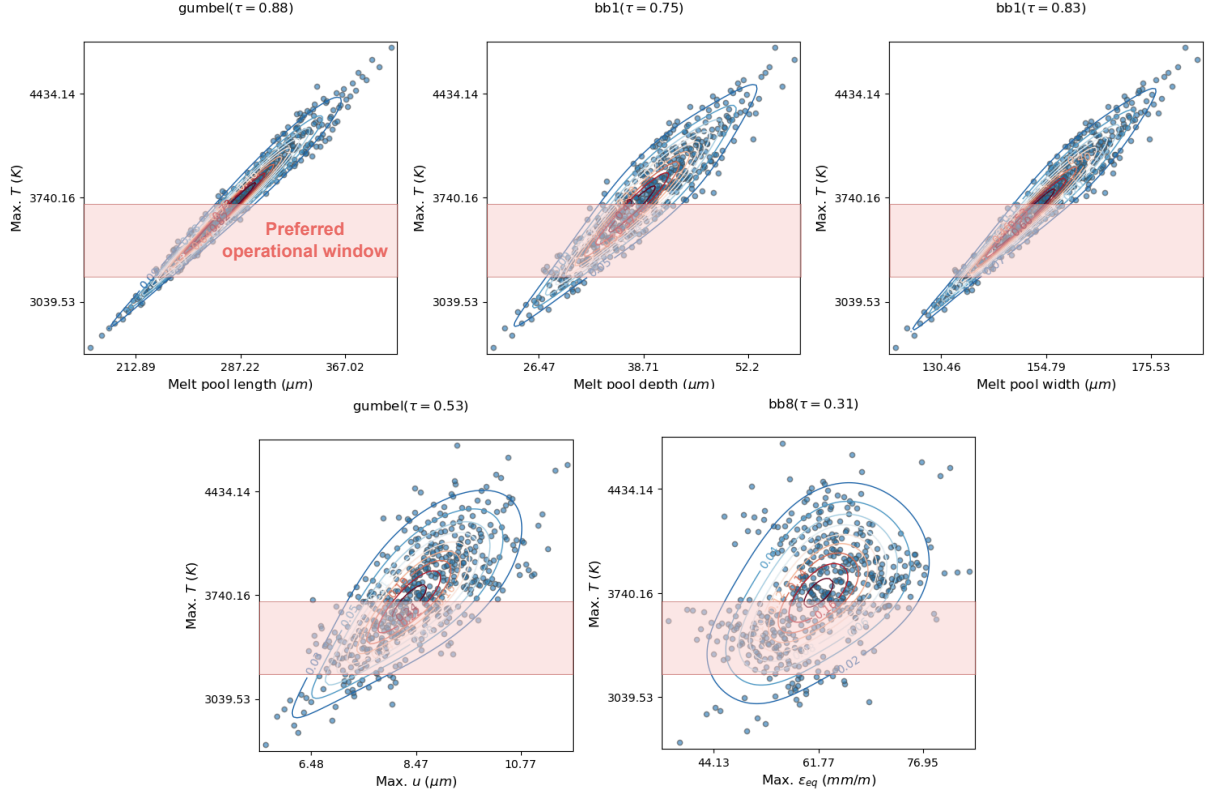 gumbel(τ = 0.88)
bb1(τ = 0.75)
bb1(τ = 0.83)
Max. T (K)
4434.14
3740.16
3039.53
Preferred
operational window
212.89
287.22
367.02
Melt pool length (μm)
Max. T (K)
4434.14
3740.16
3039.53
0.05
26.47
38.71
52.2
Melt pool depth (μm)
Max. T (K)
4434.14
3740.16
3039.53
130.46
154.79
175.53
Melt pool width (μm)
gumbel(τ = 0.53)
bb8(τ = 0.31)
Max. T (K)
4434.14
3740.16
3039.53
6.48
8.47
10.77
Max. u (μm)
Max. T (K)
4434.14
3740.16
3039.53
0.02
44.13
61.77
76.95
Max. εeq (mm/m)